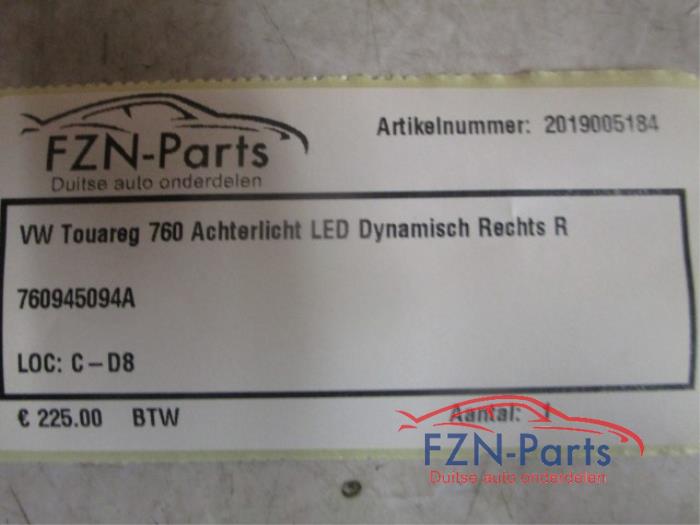 FZN-Parts
Duitse auto onderdelen
Artikelnummer: 2019005184
VW Touareg 760 Achterlicht LED Dynamisch Rechts R
760945094A
LOC: C-D8
€ 225.00 BTW
Aantal: 1
FZN-Parts
Duitse auto onderdelen